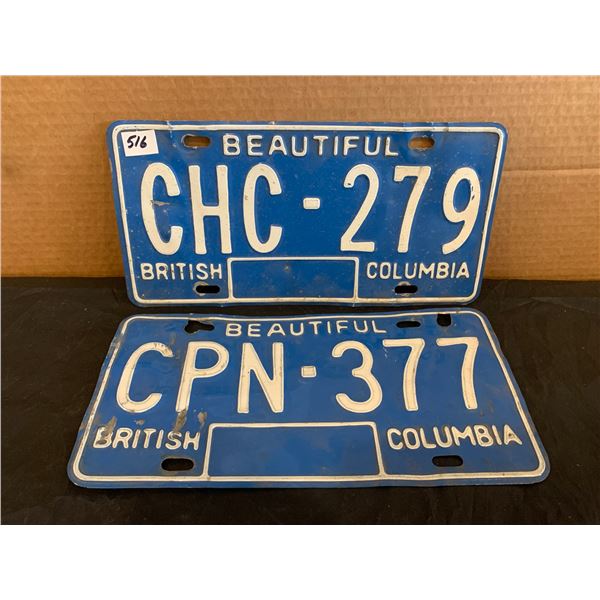 516
BEAUTIFUL
CHC-279
BRITISH COLUMBIA
BEAUTIFUL
CPN-377
BRITISH COLUMBIA